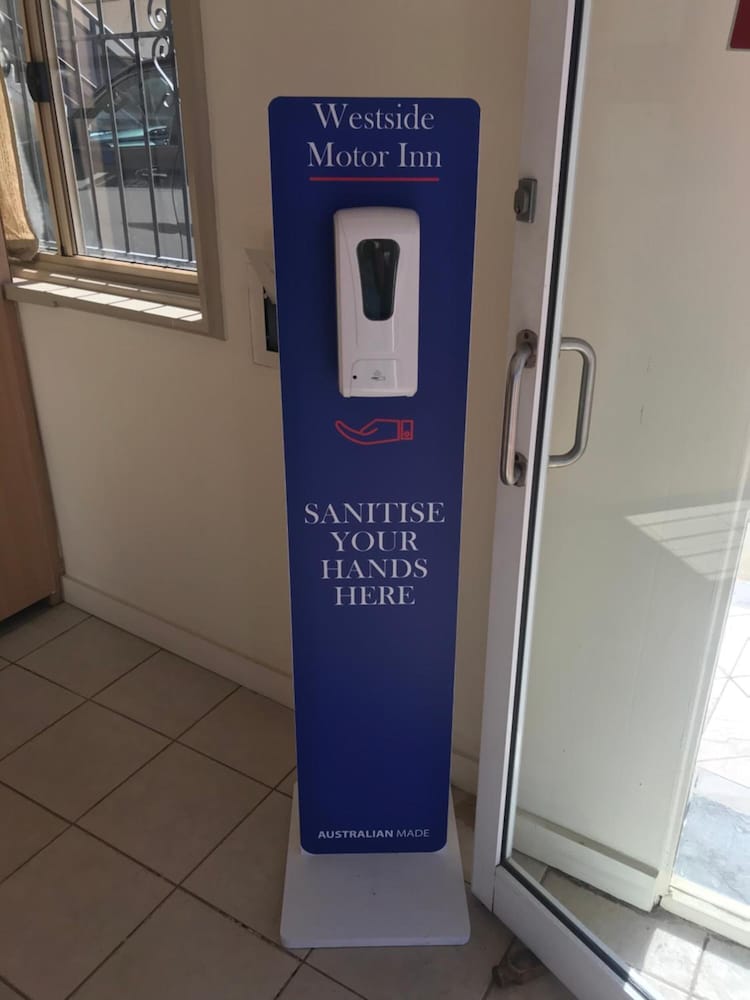 Westside
Motor Inn
SANITISE
YOUR
HANDS
HERE
AUSTRALIAN MADE